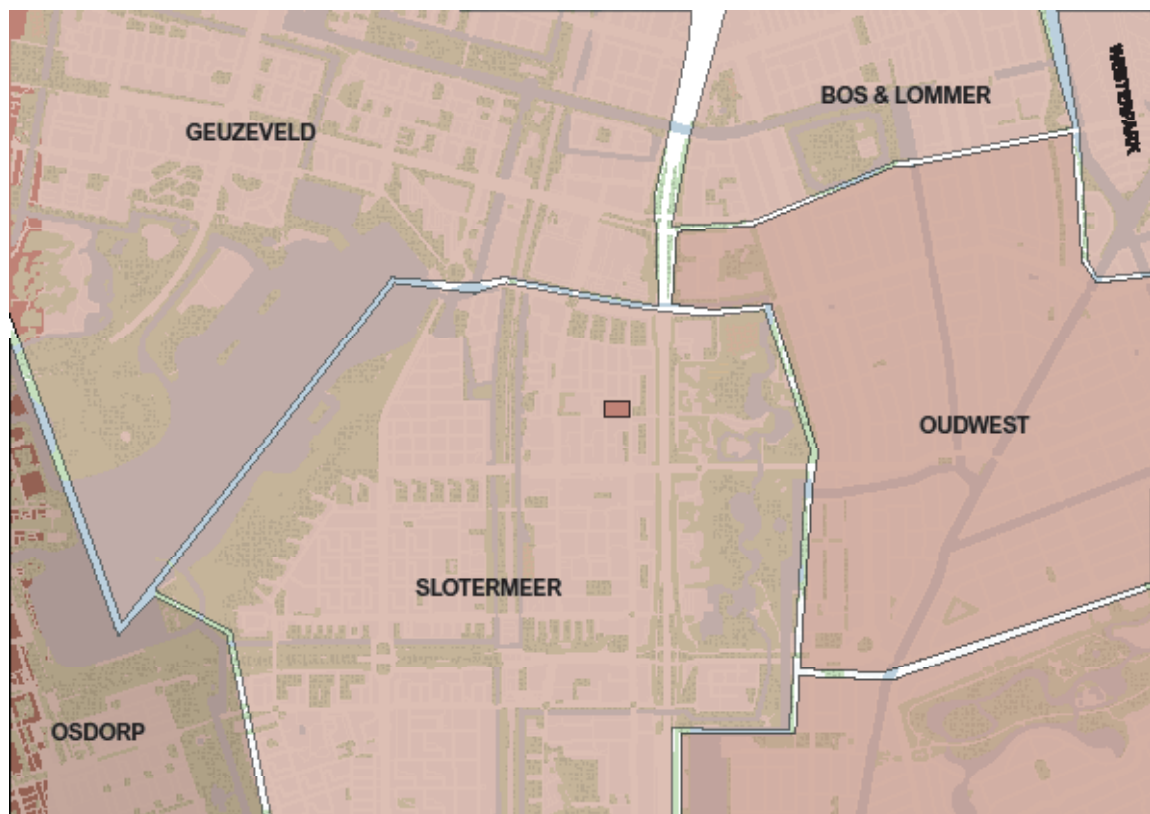 BOS & LOMMER
WESTERPARK
GEUZEVELD
OUDWEST
SLOTERMEER
OSDORP